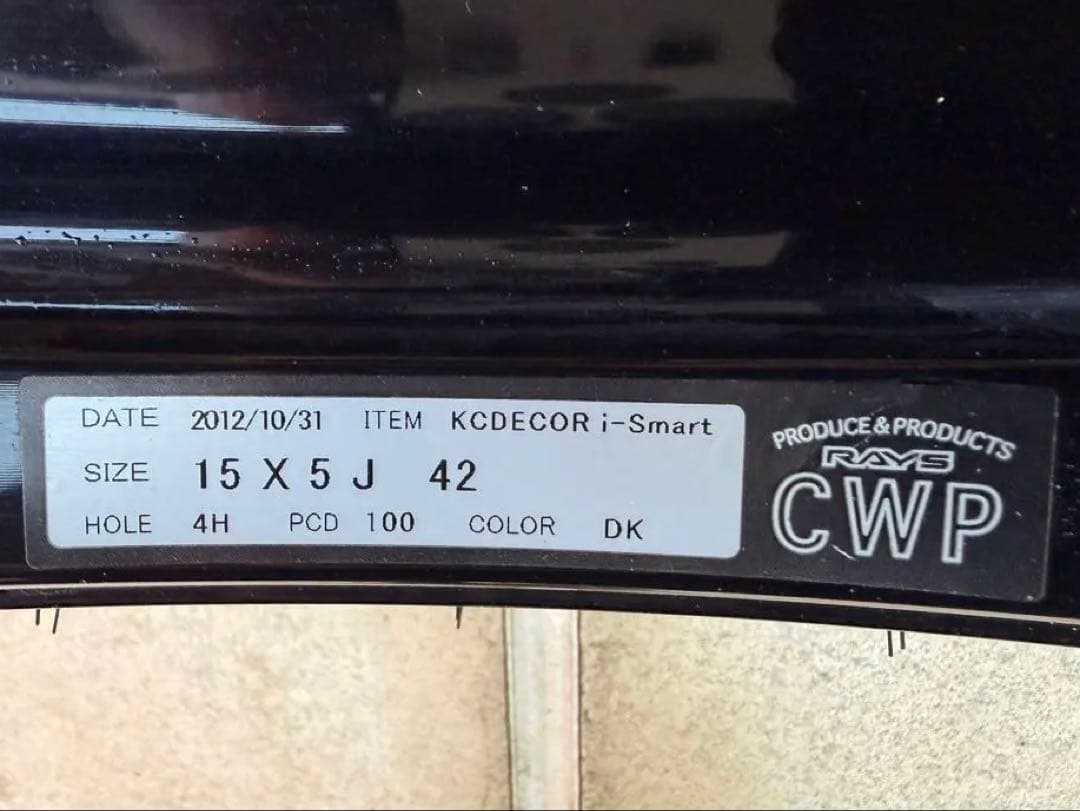 DATE 2012/10/31 ITEM KCDECOR i-Smart
SIZE 15 X 5 J 42
HOLE 4H PCD 100 COLOR DK
PRODUCE & PRODUCTS
RAYS
CWP